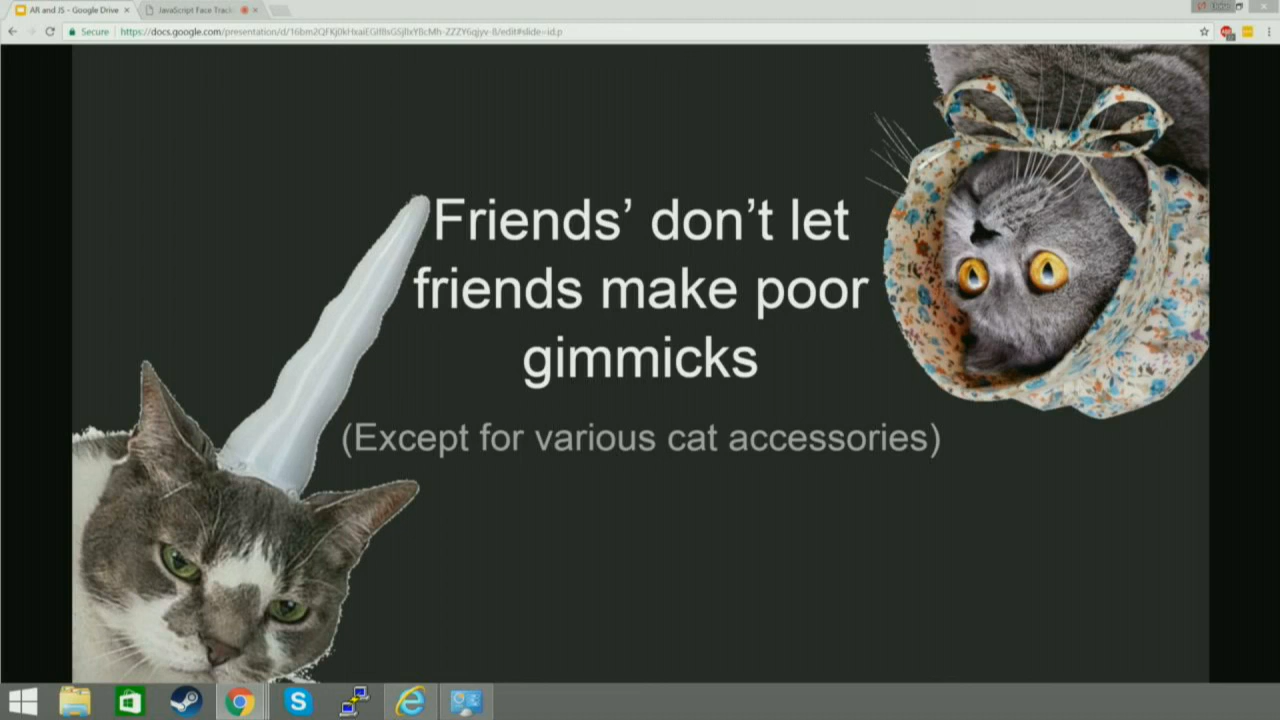 AR and JS - Google Drive
JavaScript Face Track
Secure
Friends’ don’t let
friends make poor
gimmicks
(Except for various cat accessories)